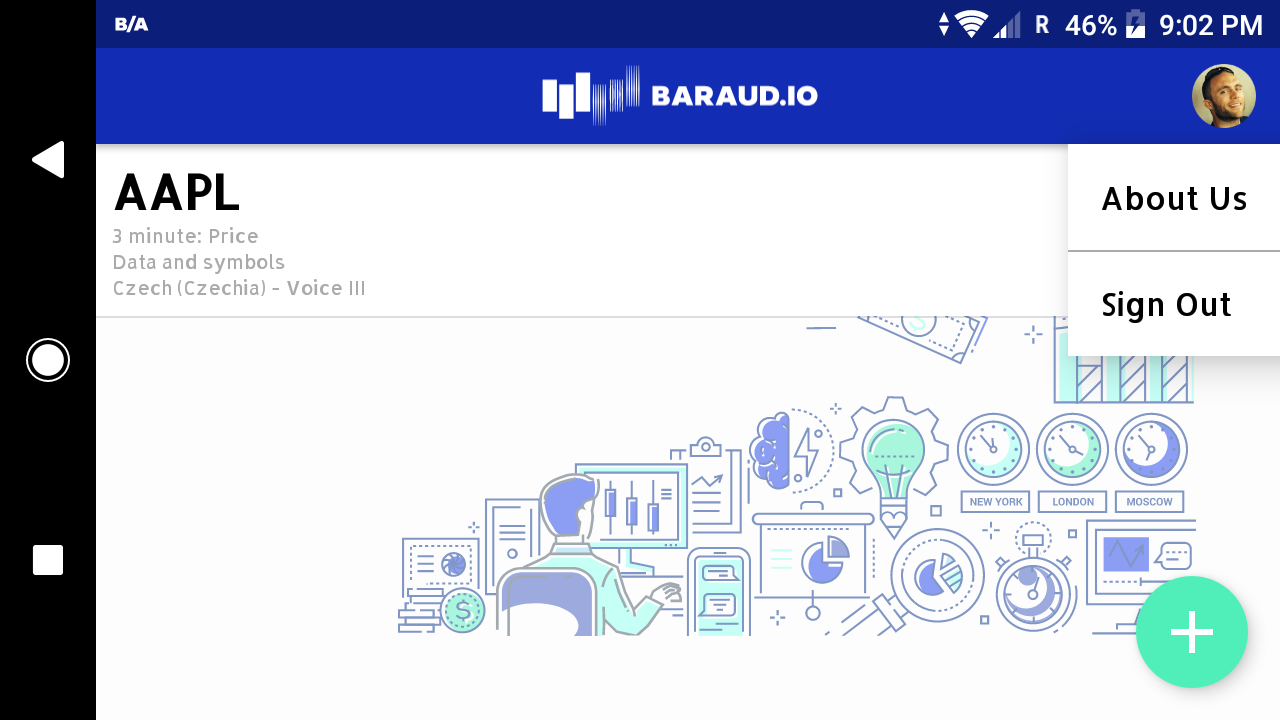 B/A
R 46% 9:02 PM
BARAUD.IO
About Us
Sign Out
AAPL
3 minute: Price
Data and symbols
Czech (Czechia) - Voice III
$
$
NEW YORK
LONDON
MOSCOW
+